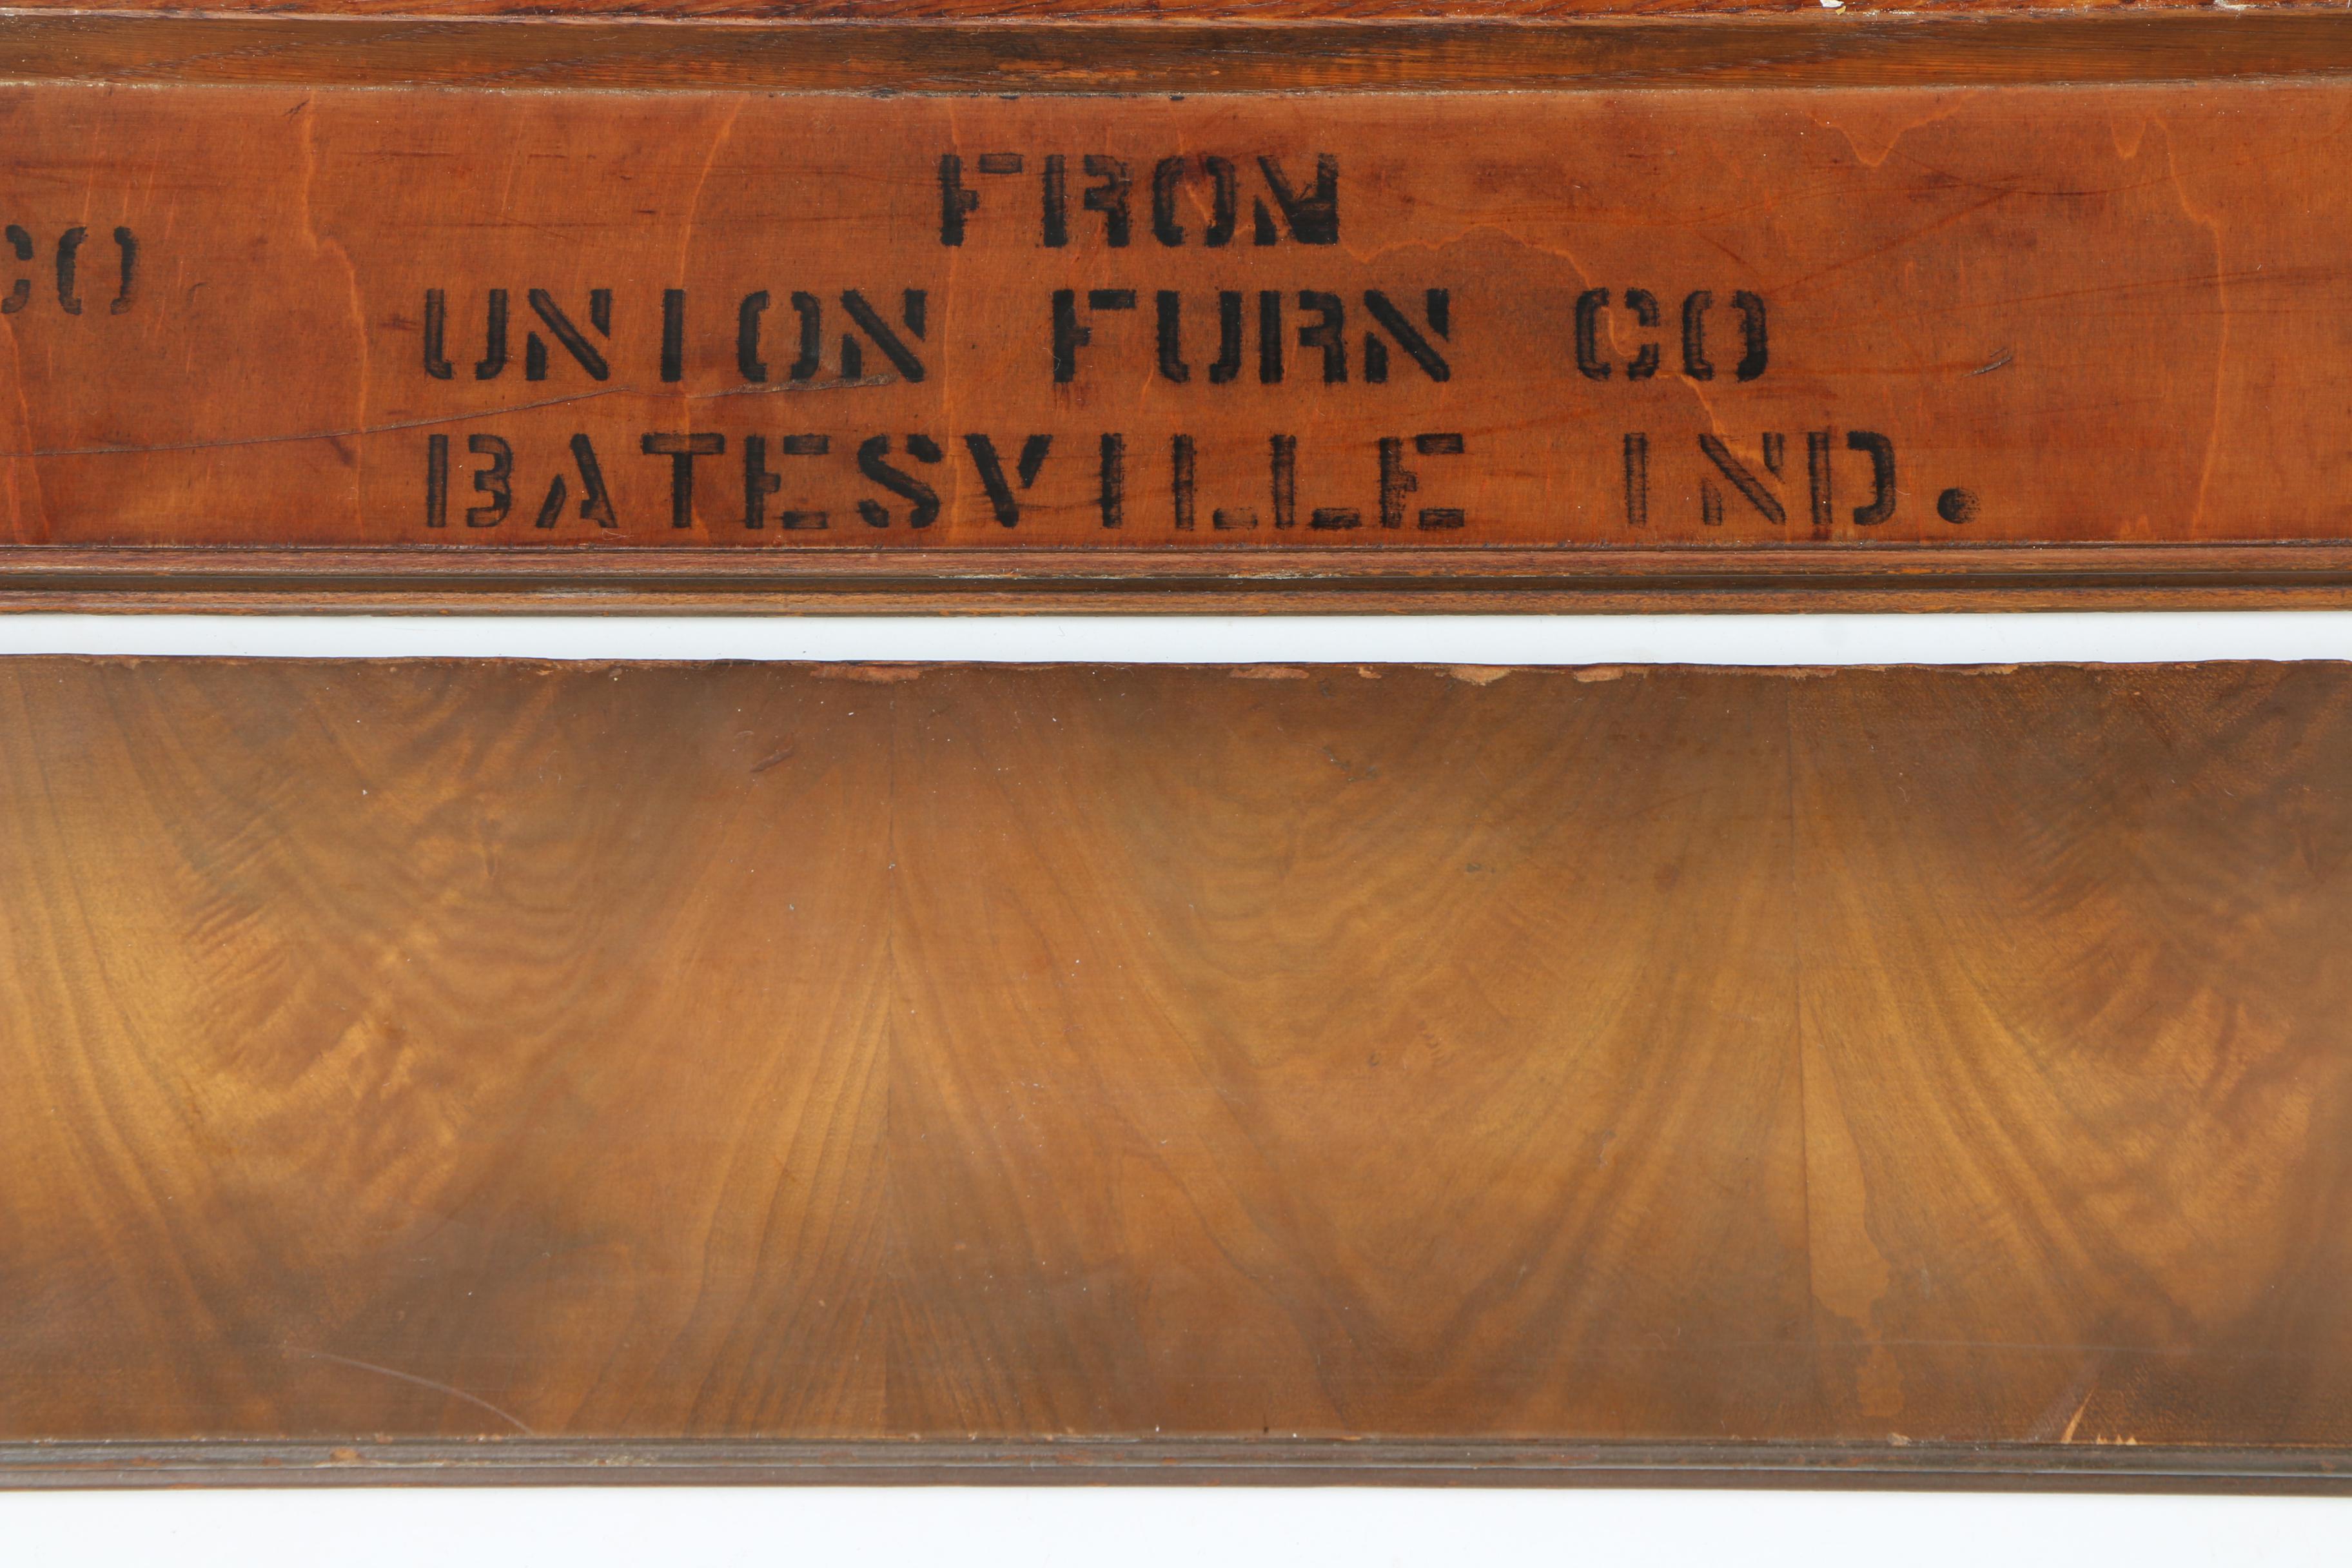 FROM
UNION FURN CO
BATESVILLE IND.
CO